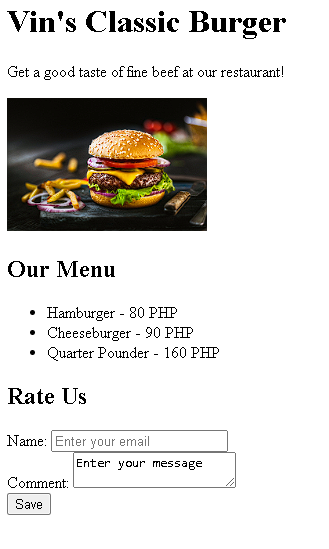 Vin's Classic Burger
Get a good taste of fine beef at our restaurant!
Our Menu
Hamburger - 80 PHP
Cheeseburger - 90 PHP
Quarter Pounder - 160 PHP
Rate Us
Name: Enter your email
Comment: Enter your message
Save